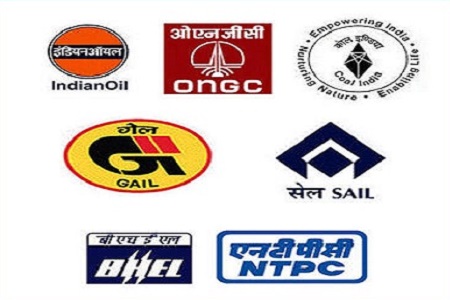 इंडियनऑयल
IndianOil
ओएनजीसी
ONGC
Empowering India
Nurturing Nature
Enabling Life
कोल इण्डिया
Coal India
गेल
GAIL
सेल SAIL
बी एच ई एल
BHEL
एनटीपीसी
NTPC